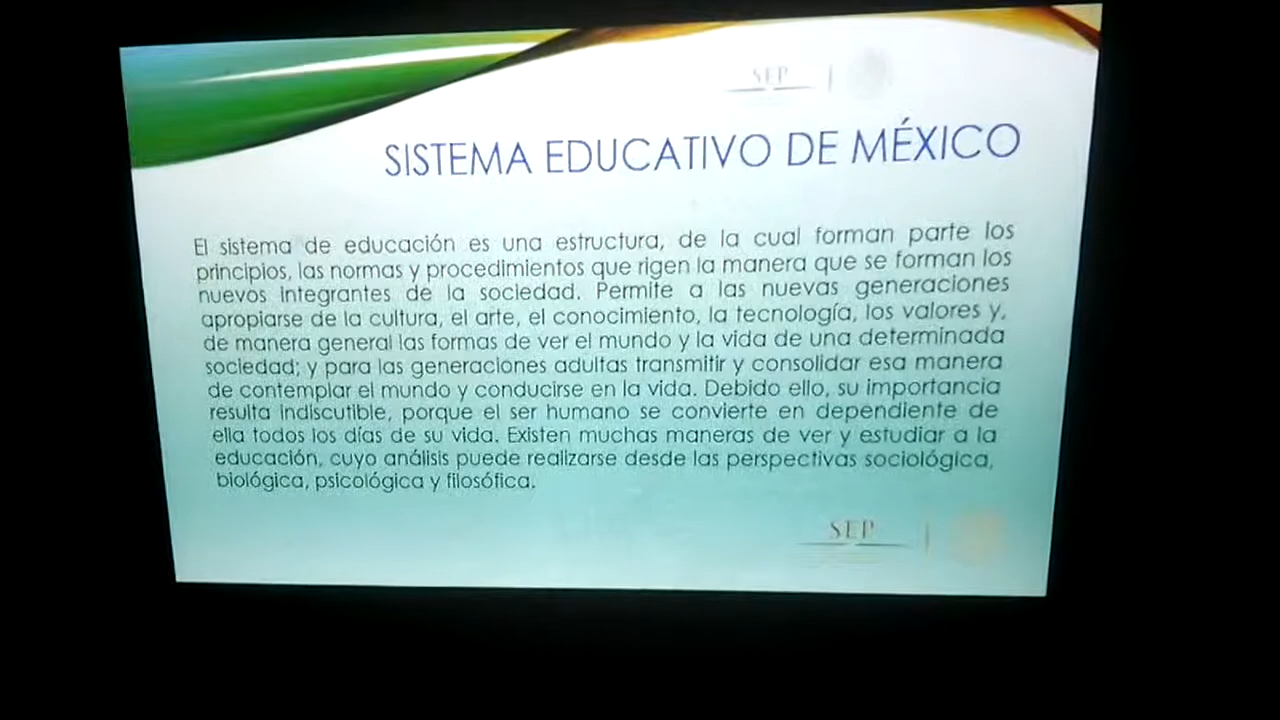 SEP
SISTEMA EDUCATIVO DE MÉXICO
El sistema de educación es una estructura, de la cual forman parte los
principios, las normas y procedimientos que rigen la manera que se forman los
nuevos integrantes de la sociedad. Permite a las nuevas generaciones
apropiarse de la cultura, el arte, el conocimiento, la tecnología, los valores y,
de manera general las formas de ver el mundo y la vida de una determinada
sociedad; y para las generaciones adultas transmitir y consolidar esa manera
de contemplar el mundo y conducirse en la vida. Debido ello, su importancia
resulta indiscutible, porque el ser humano se convierte en dependiente de
ella todos los días de su vida. Existen muchas maneras de ver y estudiar a la
educación, cuyo análisis puede realizarse desde las perspectivas sociológica,
biológica, psicológica y filosófica.
SEP